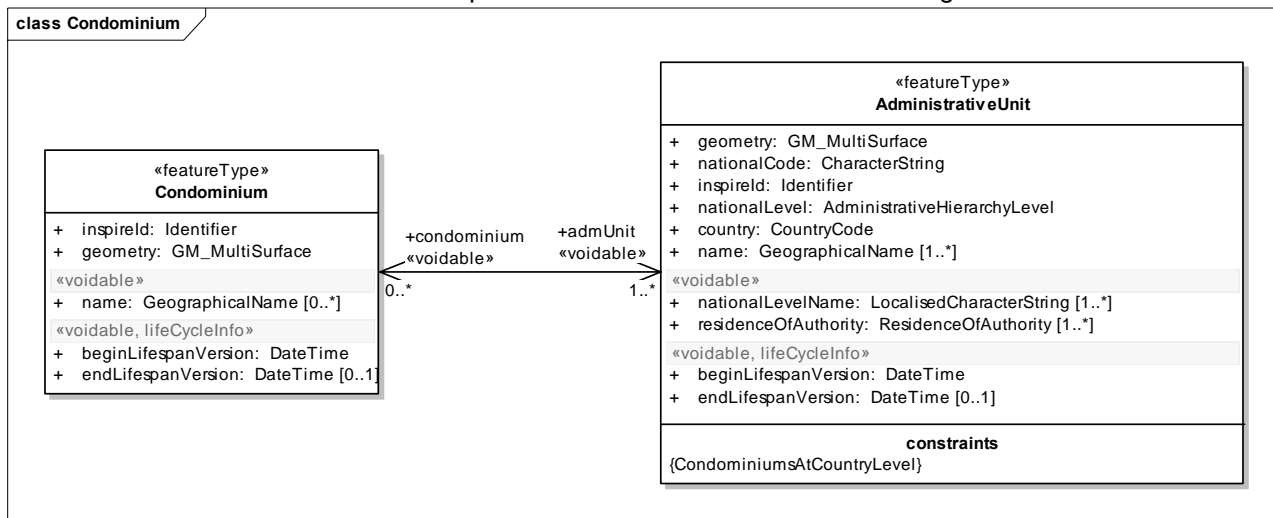 class Condominium
«featureType»
Condominium
+ inspireId: Identifier
+ geometry: GM_MultiSurface
«voidable»
+ name: GeographicalName [0..*]
«voidable, lifeCycleInfo»
+ beginLifespanVersion: DateTime
+ endLifespanVersion: DateTime [0..1]
+condominium
«voidable»
0..*
+admUnit
«voidable»
1..*
«featureType»
AdministrativeUnit
+ geometry: GM_MultiSurface
+ nationalCode: CharacterString
+ inspireId: Identifier
+ nationalLevel: AdministrativeHierarchyLevel
+ country: CountryCode
+ name: GeographicalName [1..*]
«voidable»
+ nationalLevelName: LocalisedCharacterString [1..*]
+ residenceOfAuthority: ResidenceOfAuthority [1..*]
«voidable, lifeCycleInfo»
+ beginLifespanVersion: DateTime
+ endLifespanVersion: DateTime [0..1]
constraints
{CondominiumsAtCountryLevel}